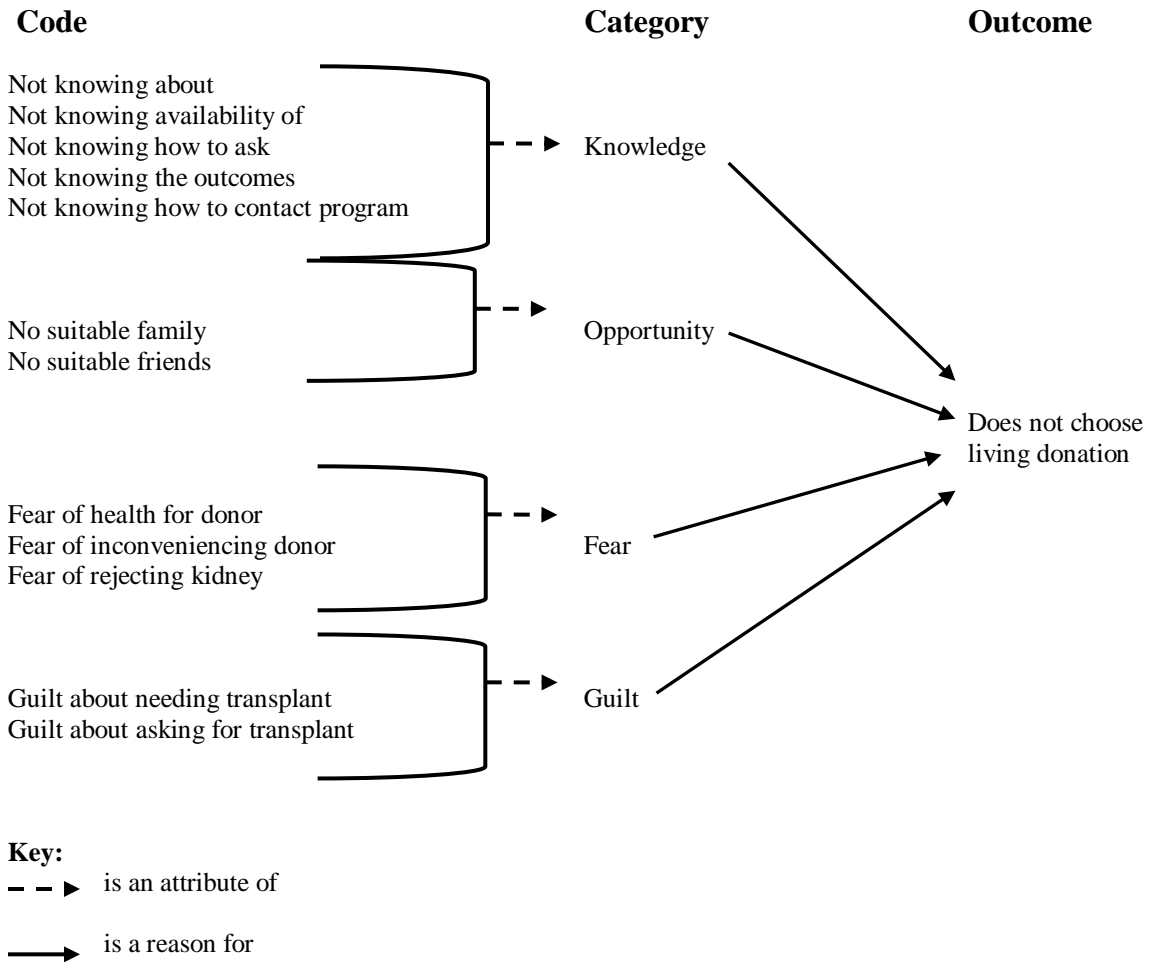 Code
Category
Outcome
Not knowing about
Not knowing availability of
Not knowing how to ask
Not knowing the outcomes
Not knowing how to contact program
Knowledge
No suitable family
No suitable friends
Opportunity
Does not choose
living donation
Fear of health for donor
Fear of inconveniencing donor
Fear of rejecting kidney
Fear
Guilt about needing transplant
Guilt about asking for transplant
Guilt
Key:
is an attribute of
is a reason for